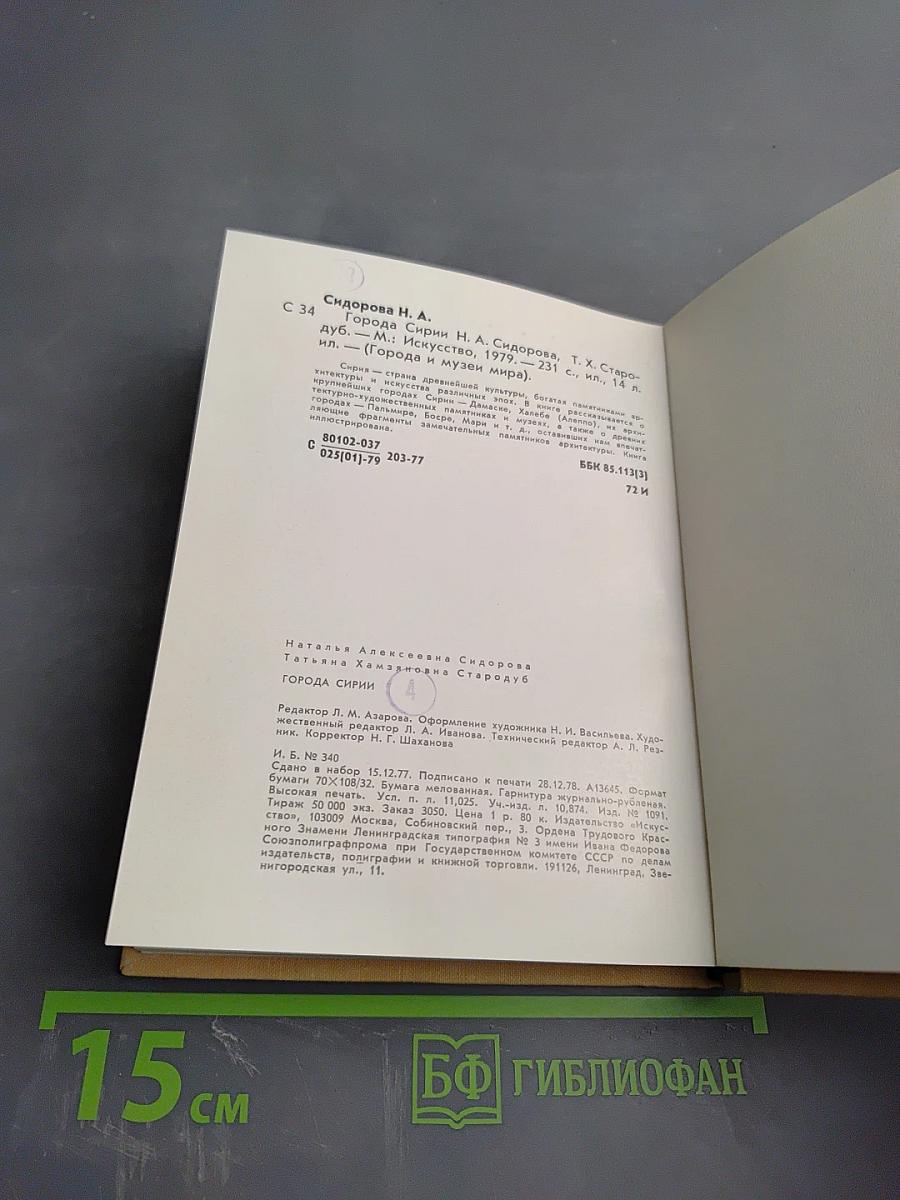 Сидорова Н. А.
С 34 Города Сирии Н. А. Сидорова, Т. Х. Старо-
дуб. — М.: Искусство, 1979. — 231 с., ил., 14 л.
ил. — (Города и музеи мира).
Сирия — страна древнейшей культуры, богатая памятниками ар-
хитектуры и искусства различных эпох. В книге рассказывается о
крупнейших городах Сирии — Дамаске, Халебе (Алеппо), их архи-
тектурно-художественных памятниках и музеях, а также о древних
городах — Пальмире, Босре, Мари и т. д., оставивших нам впечат-
ляющие фрагменты замечательных памятников архитектуры. Книга
иллюстрирована.
С 80102-037 203-77 ББК 85.113(3)
025(01)-79 72 И
Наталья Алексеевна Сидорова
Татьяна Хамзяновна Стародуб
ГОРОДА СИРИИ 4
Редактор Л. М. Азарова. Оформление художника Н. И. Васильева. Худо-
жественный редактор Л. А. Иванова. Технический редактор А. Л. Рез-
ник. Корректор Н. Г. Шаханова
И. Б. № 340
Сдано в набор 15.12.77. Подписано к печати 28.12.78. А13645. Формат
бумаги 70×108/32. Бумага мелованная. Гарнитура журнально-рубленая.
Высокая печать. Усл. п. л. 11,025. Уч.-изд. л. 10,874. Изд. № 1091.
Тираж 50 000 экз. Заказ 3050. Цена 1 р. 80 к. Издательство «Искус-
ство», 103009 Москва, Собиновский пер., 3. Ордена Трудового Крас-
ного Знамени Ленинградская типография № 3 имени Ивана Федорова
Союзполиграфпрома при Государственном комитете СССР по делам
издательств, полиграфии и книжной торговли. 191126, Ленинград, Зве-
нигородская ул., 11.
15 см БФ ГИБЛИОФАН